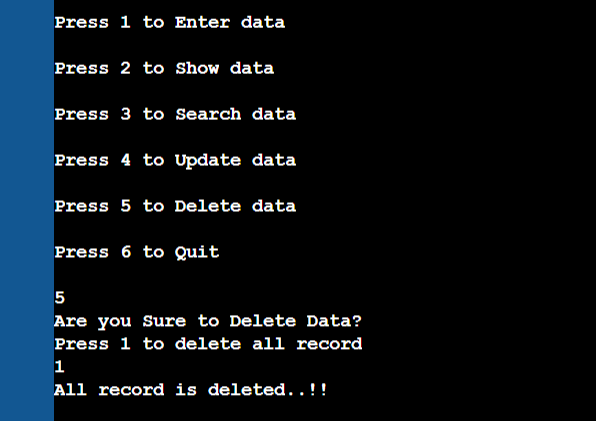 Press 1 to Enter data
Press 2 to Show data
Press 3 to Search data
Press 4 to Update data
Press 5 to Delete data
Press 6 to Quit
5
Are you Sure to Delete Data?
Press 1 to delete all record
1
All record is deleted..!!